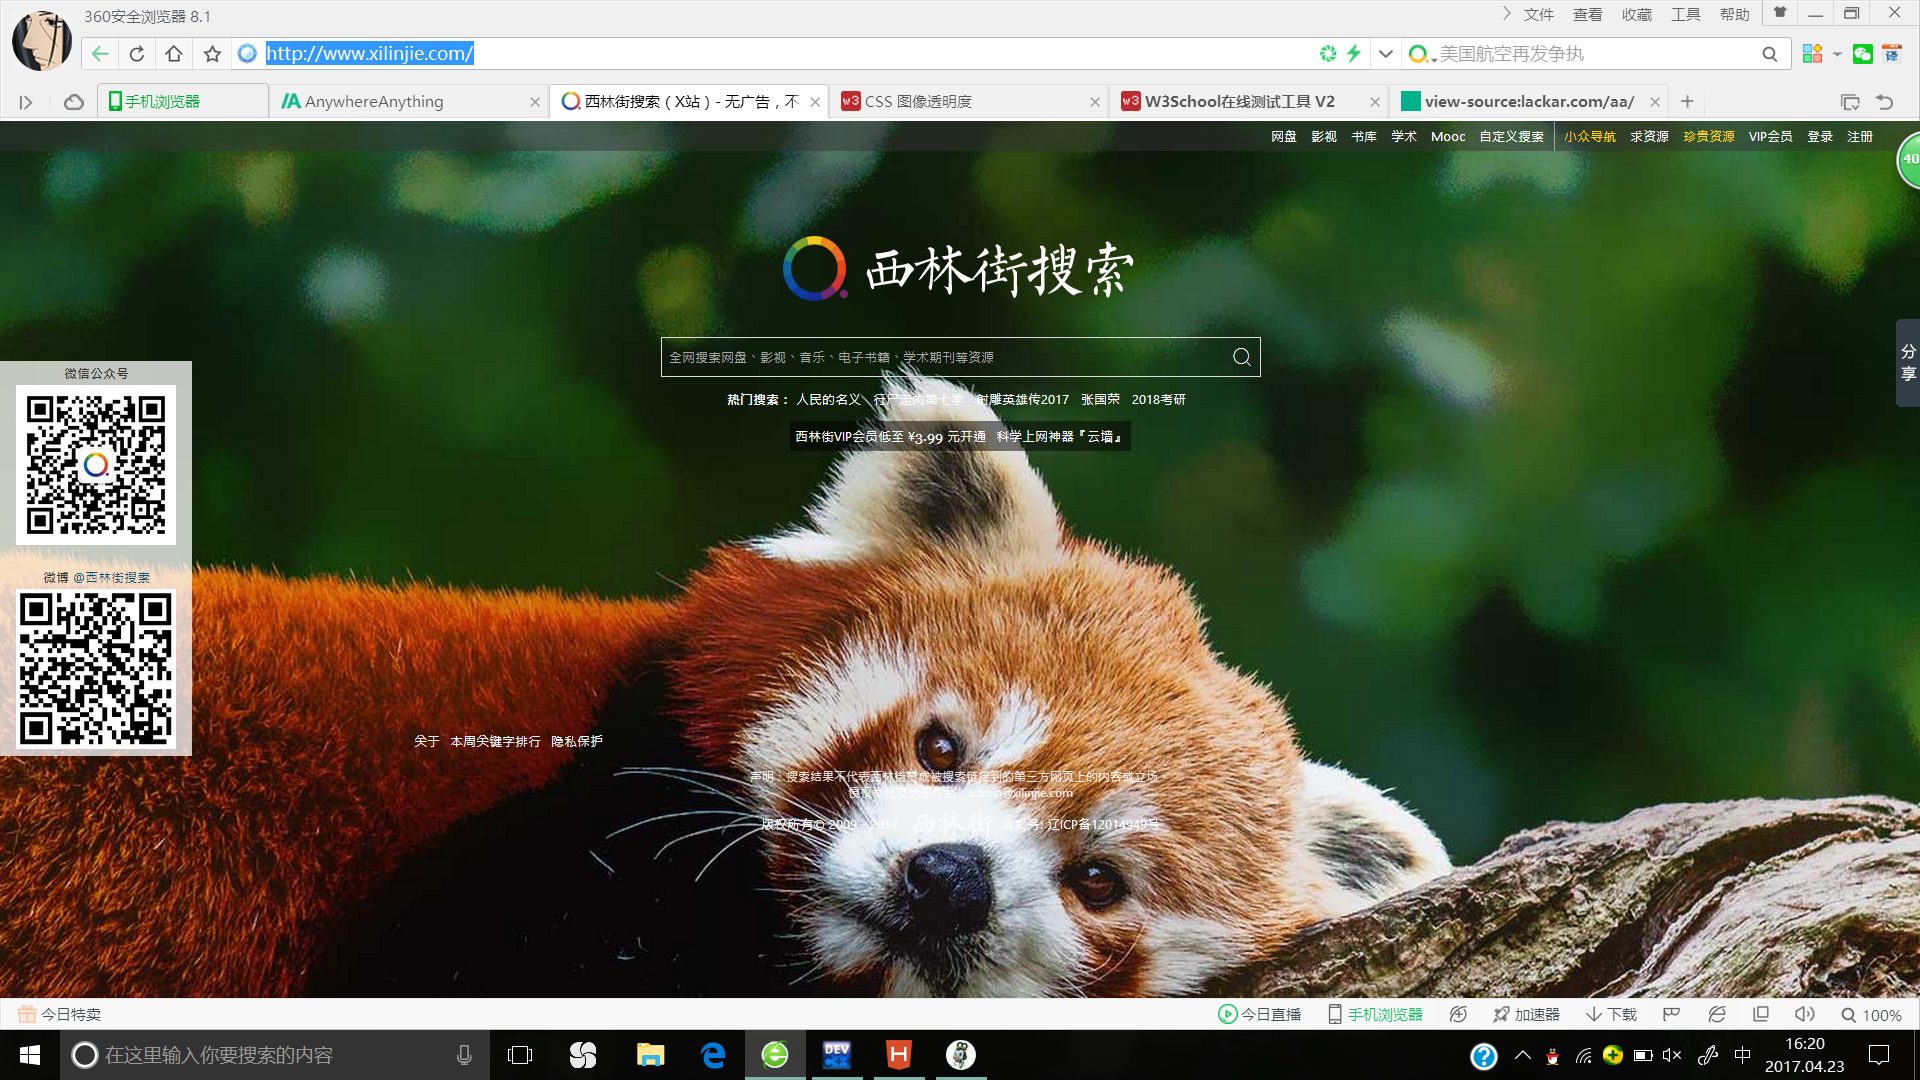 360安全浏览器 8.1
文件 查看 收藏 工具 帮助
http://www.xilinjie.com/
美国航空再发争执
译
手机浏览器
AnywhereAnything
西林街搜索（X站）- 无广告，不
w3 CSS 图像透明度
w3 W3School在线测试工具 V2
view-source:lackar.com/aa/
网盘 影视 书库 学术 Mooc 自定义搜索 小众导航 求资源 珍贵资源 VIP会员 登录 注册
40
西林街搜索
全网搜索网盘、影视、音乐、电子书籍、学术期刊等资源
热门搜索： 人民的名义 行尸走肉第七季 射雕英雄传2017 张国荣 2018考研
西林街VIP会员低至 ¥3.99 元开通 科学上网神器『云墙』
分享
微信公众号
微博 @西林街搜索
关于 本周关键字排行 隐私保护
声明：搜索结果不代表西林街赞成被搜索链接到的第三方网页上的内容或立场。
admin@xilinjie.com
版权所有© 2009 - 2017 西林街 备案号: 辽ICP备12014949号
今日特卖
今日直播 手机浏览器 加速器 下载 100%
在这里输入你要搜索的内容
DEV
C++
H
中
16:20
2017.04.23